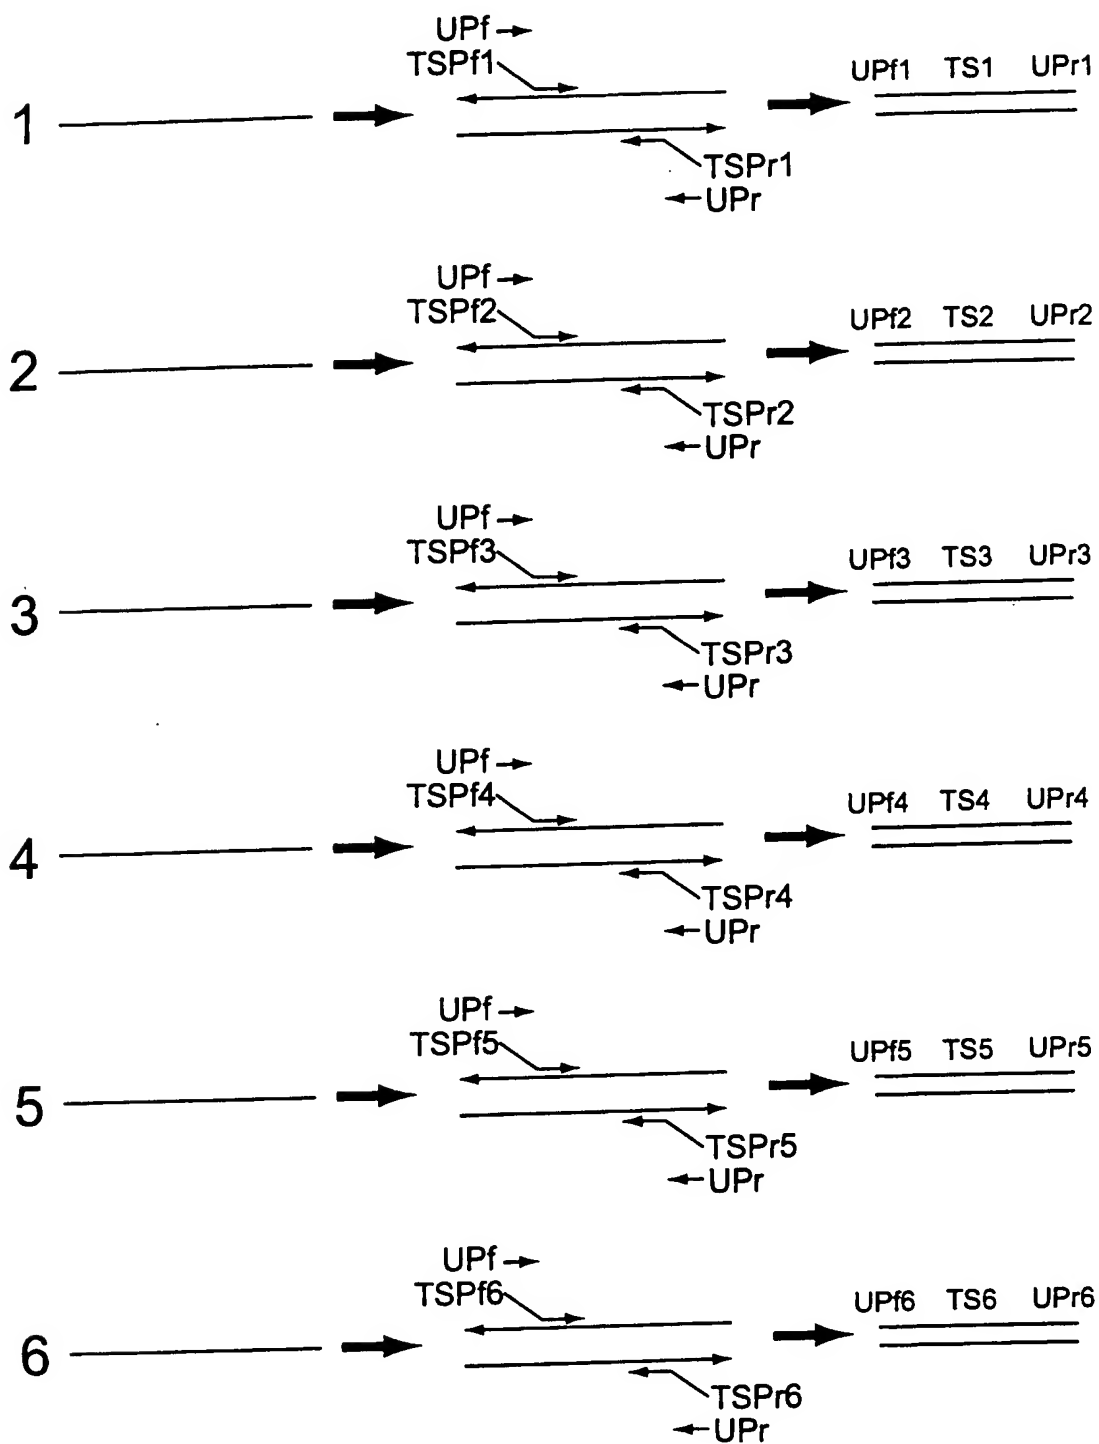 UPf
TSPf1
UPf1 TS1 UPr1
1
TSPr1
UPr
UPf
TSPf2
UPf2 TS2 UPr2
2
TSPr2
UPr
UPf
TSPf3
UPf3 TS3 UPr3
3
TSPr3
UPr
UPf
TSPf4
UPf4 TS4 UPr4
4
TSPr4
UPr
UPf
TSPf5
UPf5 TS5 UPr5
5
TSPr5
UPr
UPf
TSPf6
UPf6 TS6 UPr6
6
TSPr6
UPr